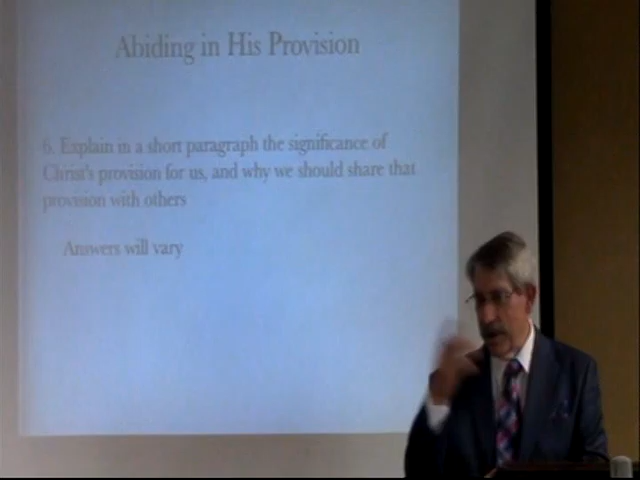 Abiding in His Provision
6. Explain in a short paragraph the significance of
Christ's provision for us, and why we should share that
provision with others
Answers will vary